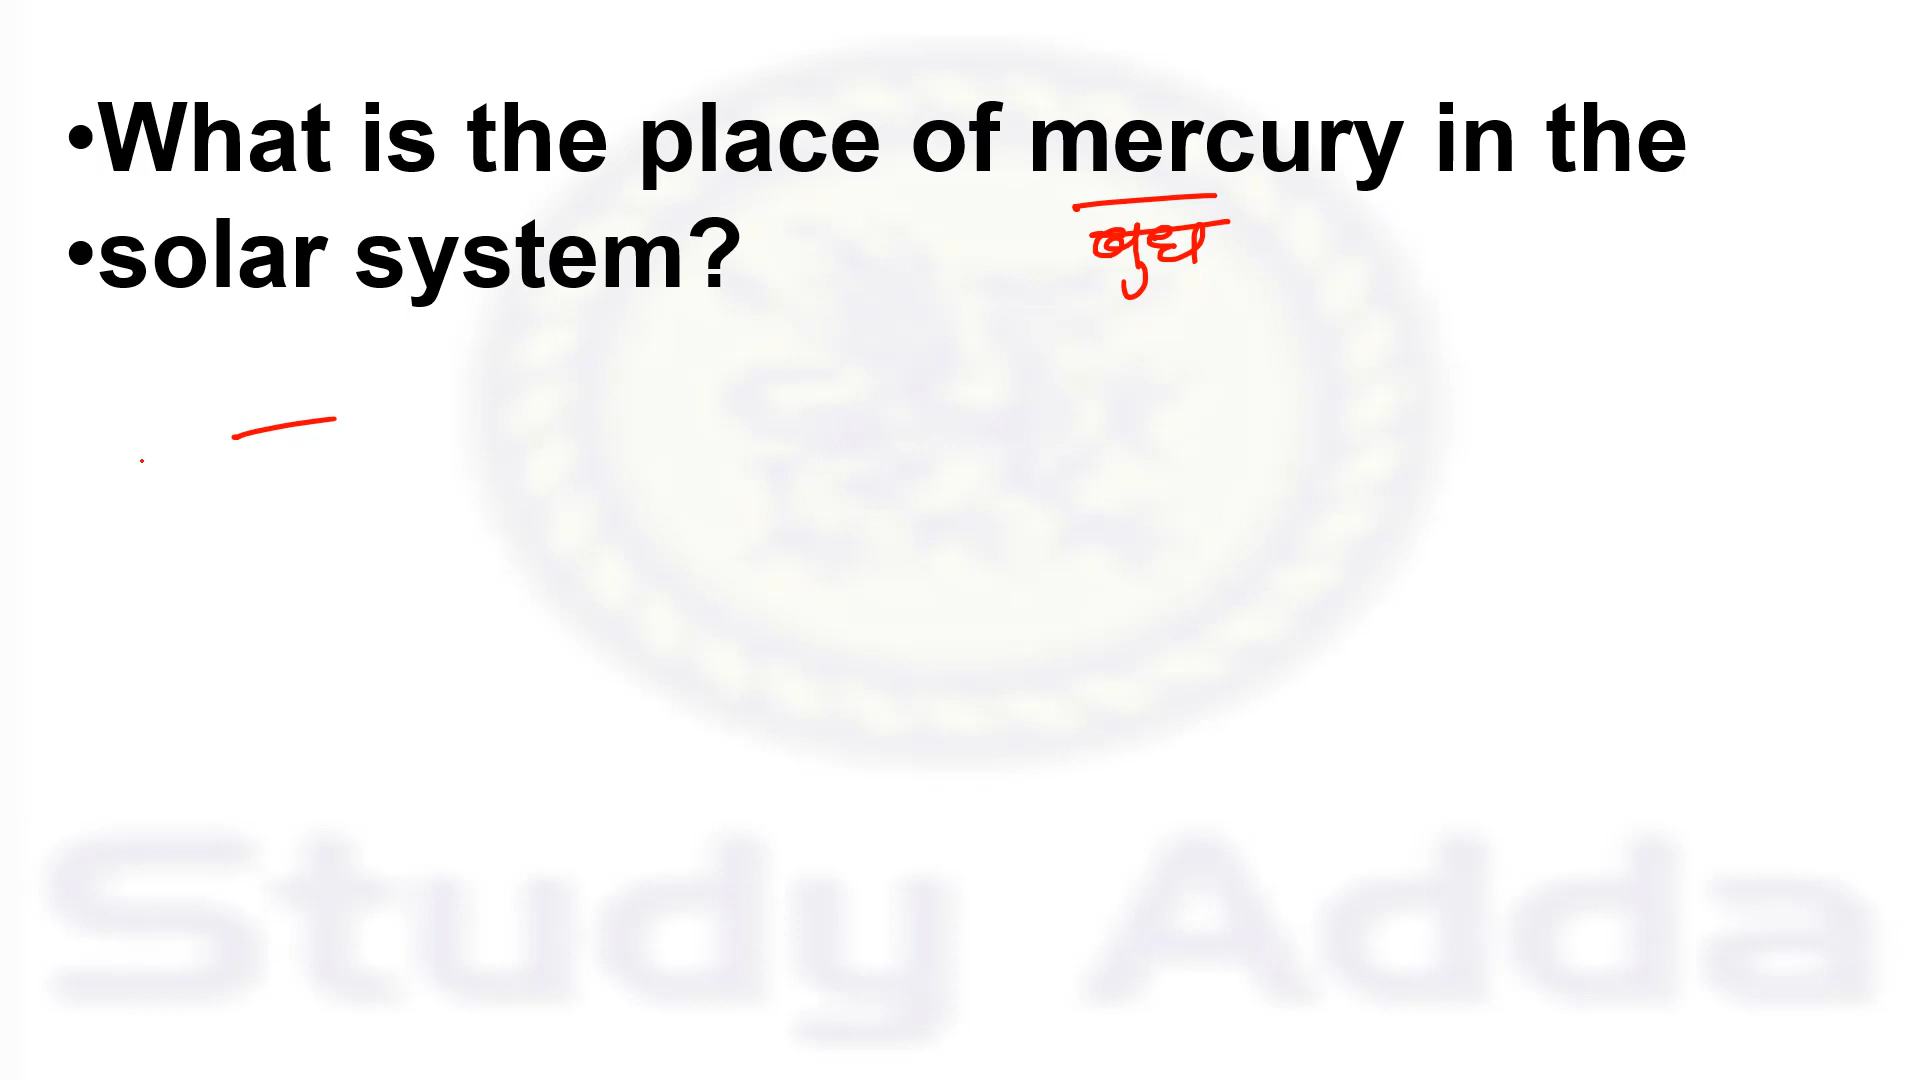 •What is the place of mercury in the
•solar system?
बुध
Study Adda